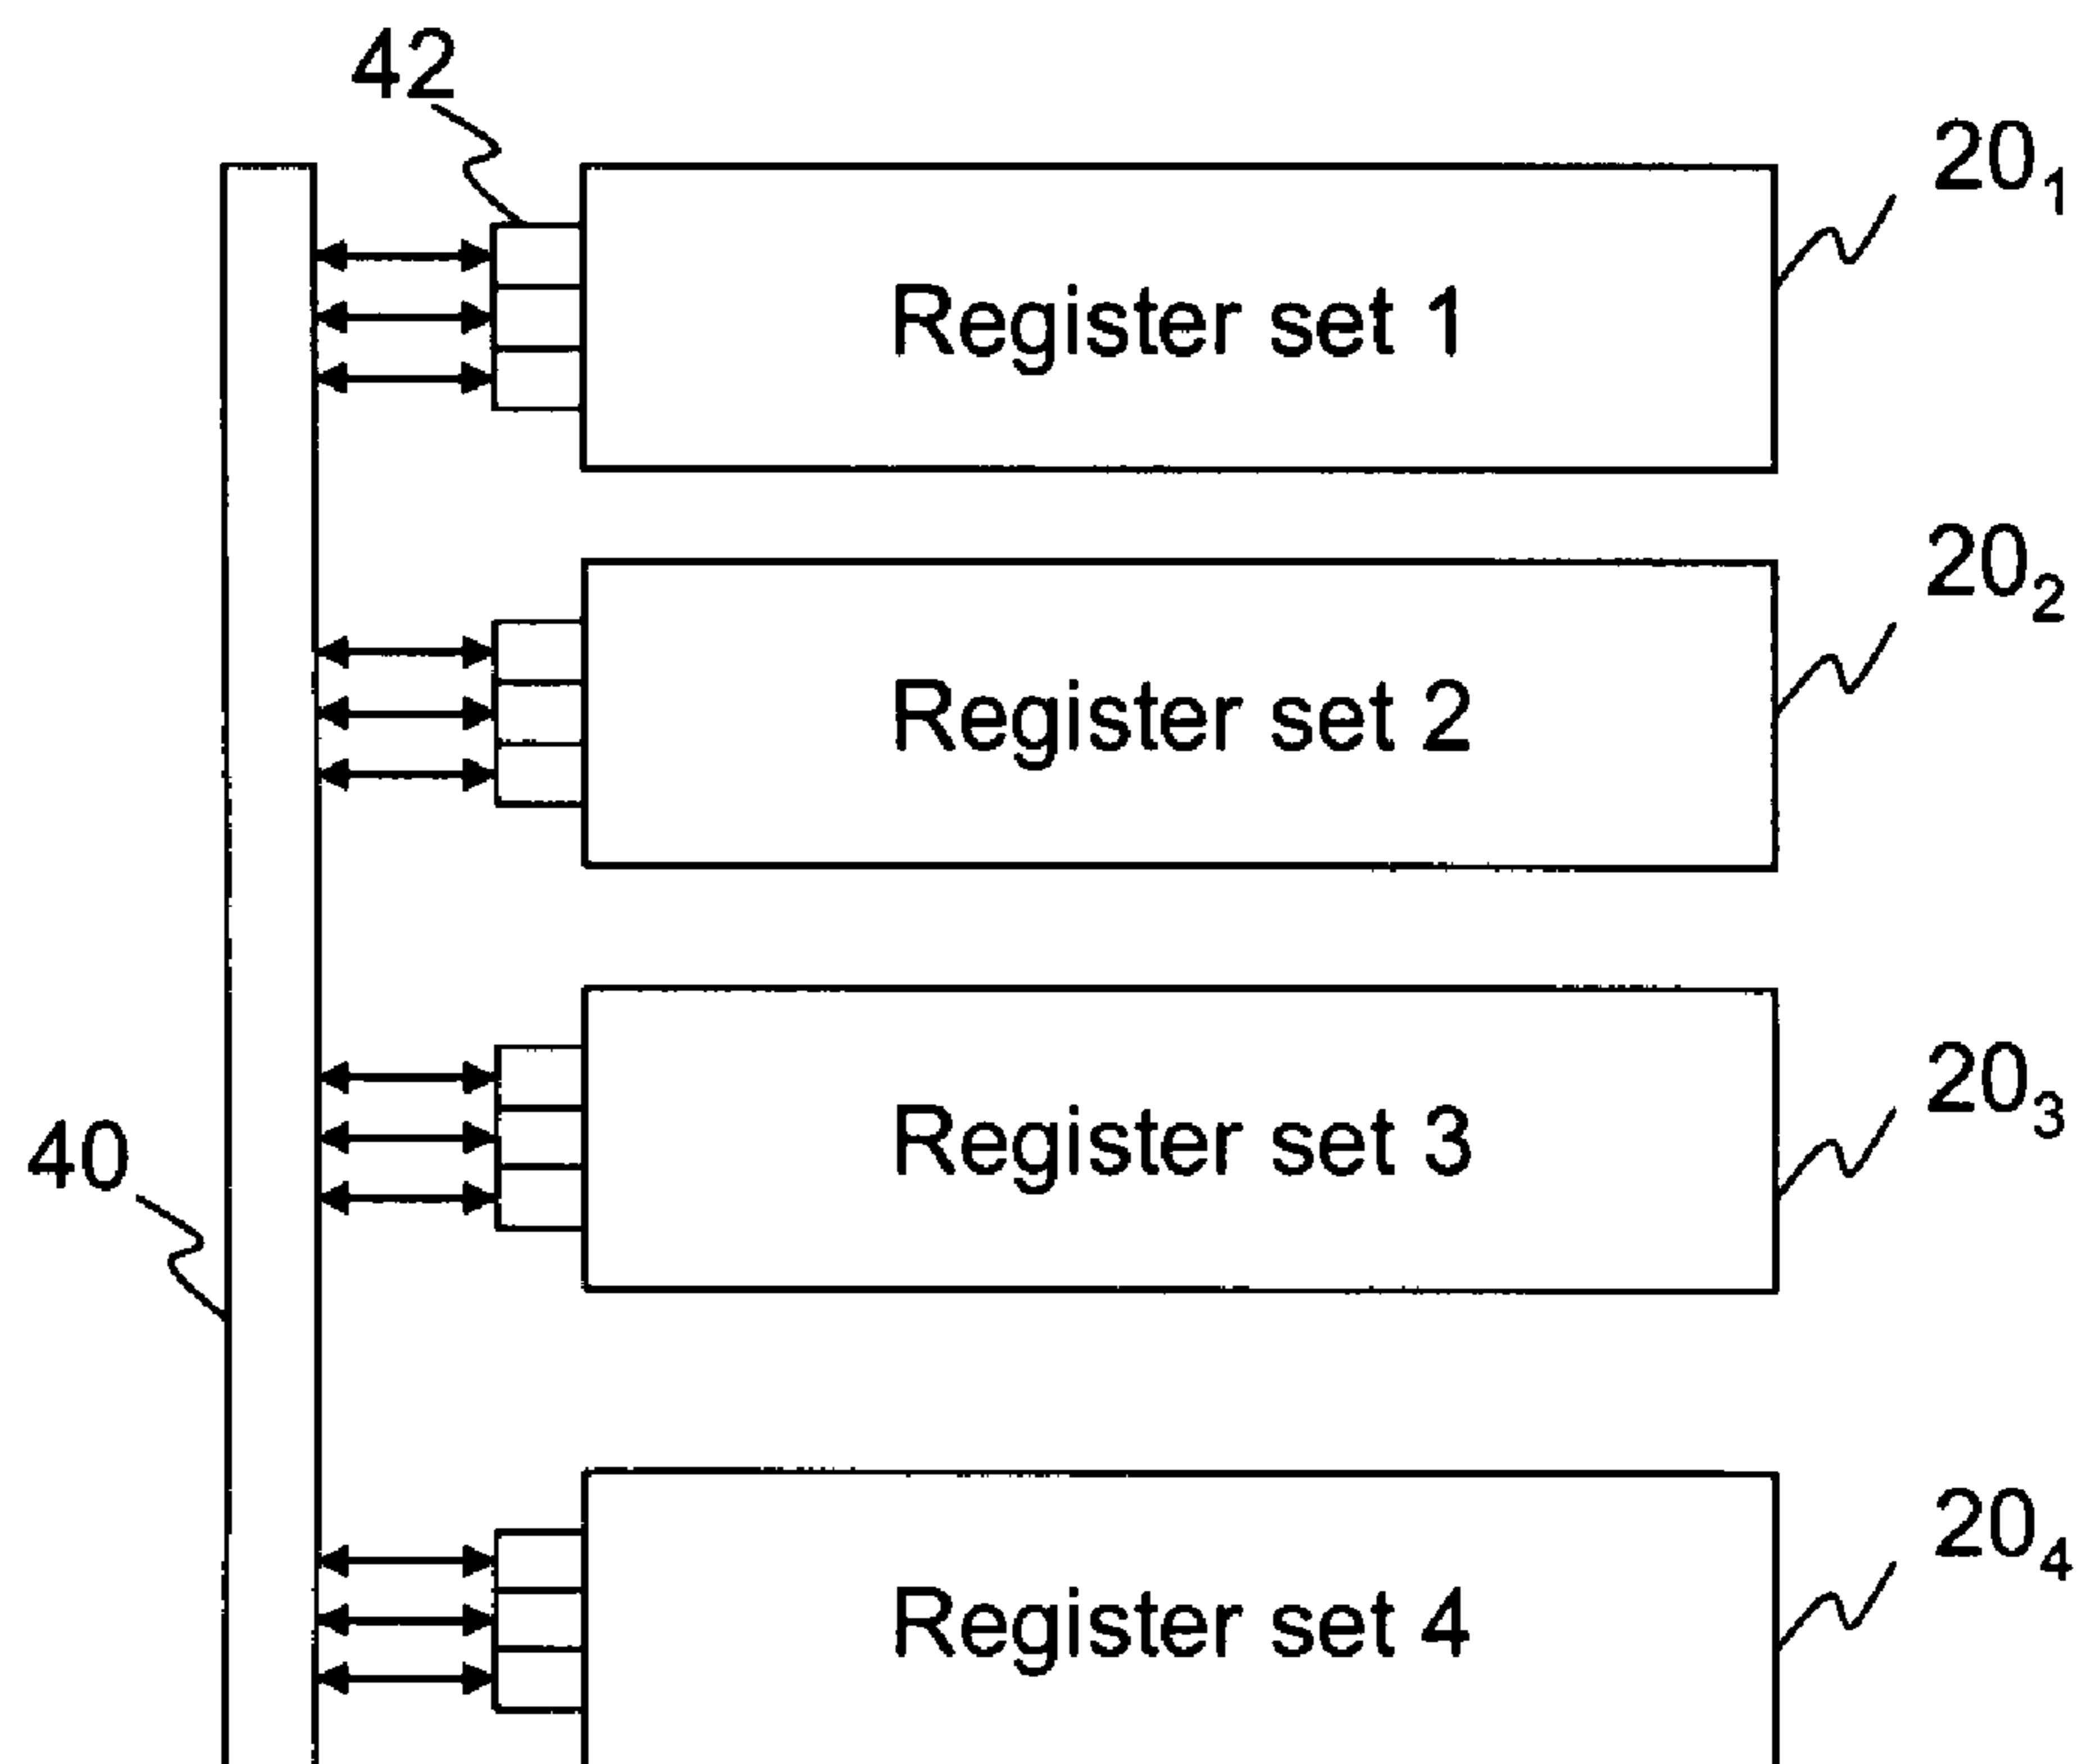 42
20₁
Register set 1
20₂
Register set 2
20₃
Register set 3
40
20₄
Register set 4